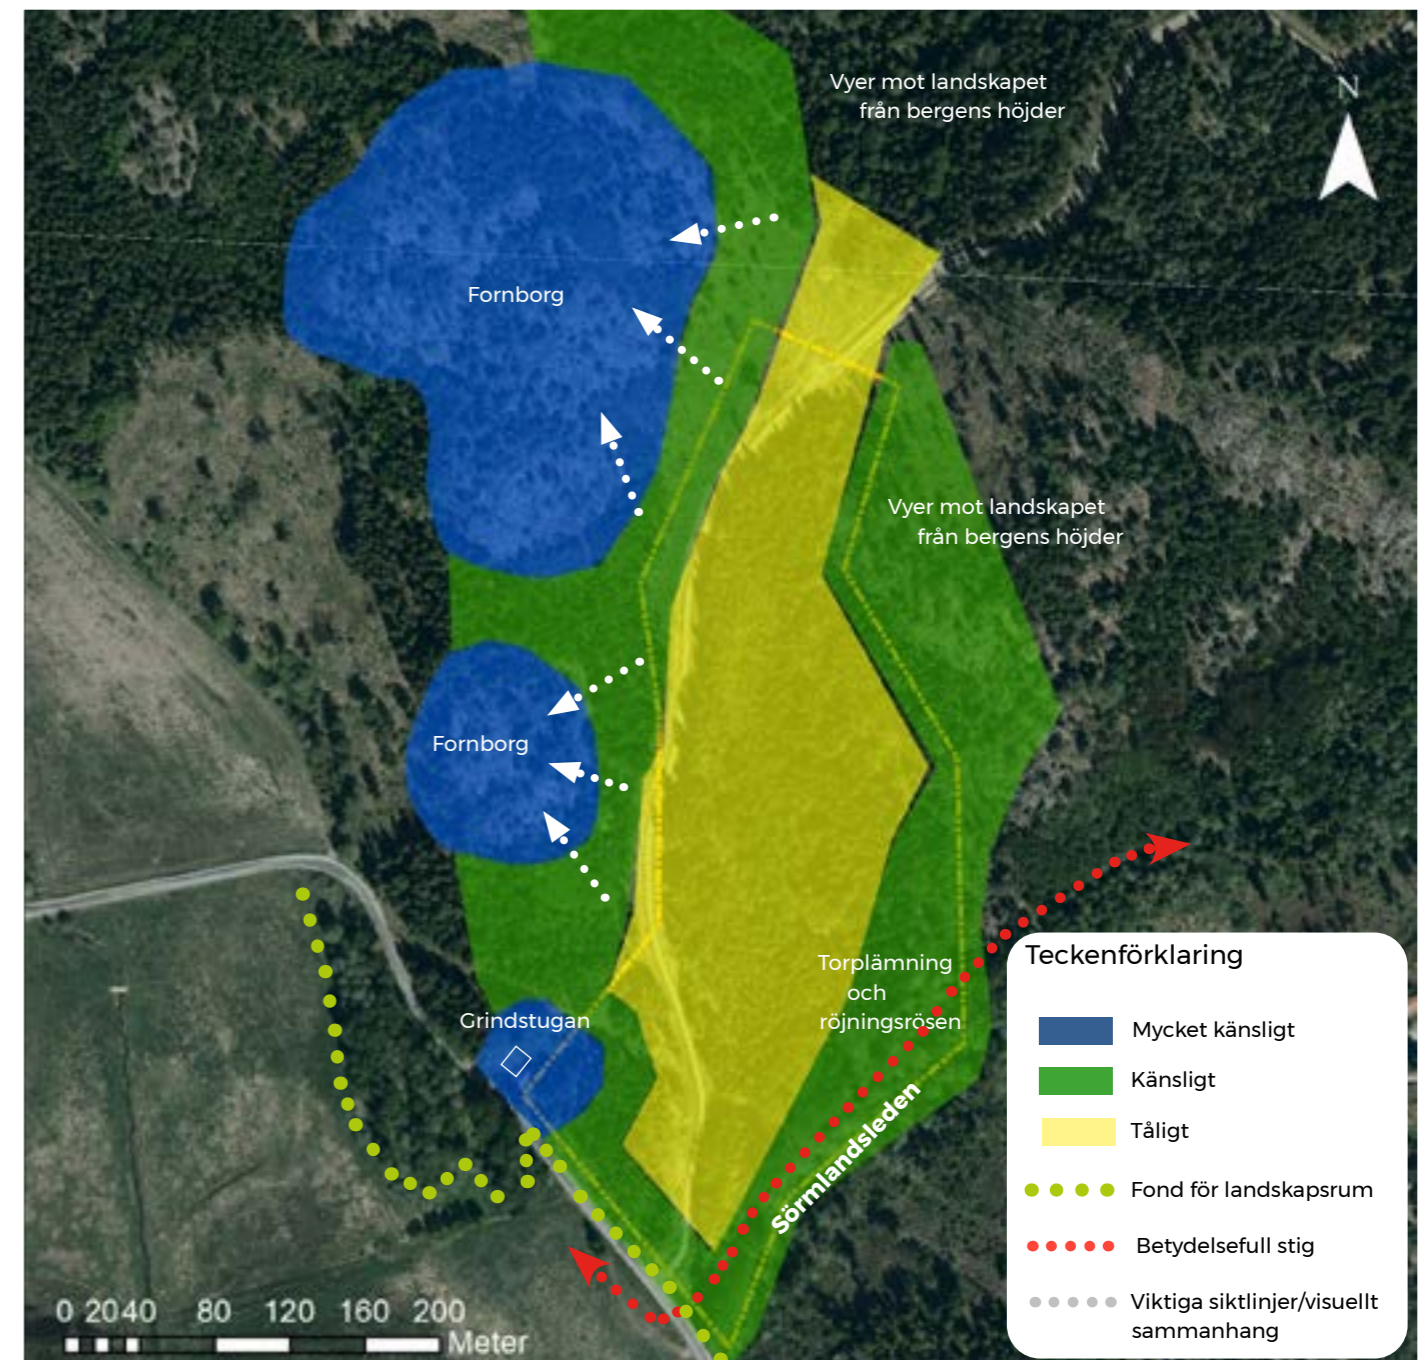 Vyer mot landskapet
från bergens höjder
N
Fornborg
Vyer mot landskapet
från bergens höjder
Fornborg
Torplämning
och
röjningsrösen
Grindstugan
Sörmlandsleden
Teckenförklaring
Mycket känsligt
Känsligt
Tåligt
Fond för landskapsrum
Betydelsefull stig
Viktiga siktlinjer/visuellt
sammanhang
0 20 40 80 120 160 200
Meter